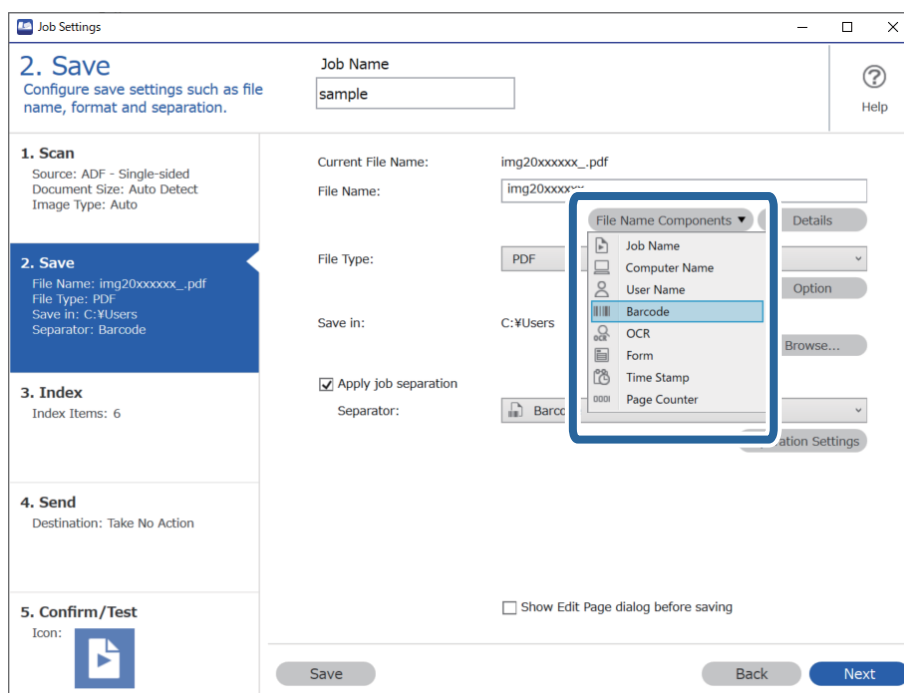 Job Settings
2. Save
Configure save settings such as file
name, format and separation.
Job Name
sample
Help
1. Scan
Source: ADF - Single-sided
Document Size: Auto Detect
Image Type: Auto
2. Save
File Name: img20xxxxxx_.pdf
File Type: PDF
Save in: C:¥Users
Separator: Barcode
3. Index
Index Items: 6
4. Send
Destination: Take No Action
5. Confirm/Test
Icon:
Current File Name: img20xxxxxx_.pdf
File Name: img20xxxxxx
File Name Components Details
Job Name
Computer Name
User Name
Barcode
OCR
Form
Time Stamp
Page Counter
File Type: PDF
Option
Save in: C:¥Users
Browse...
Apply job separation
Separator:
Settings
Show Edit Page dialog before saving
Save Back Next